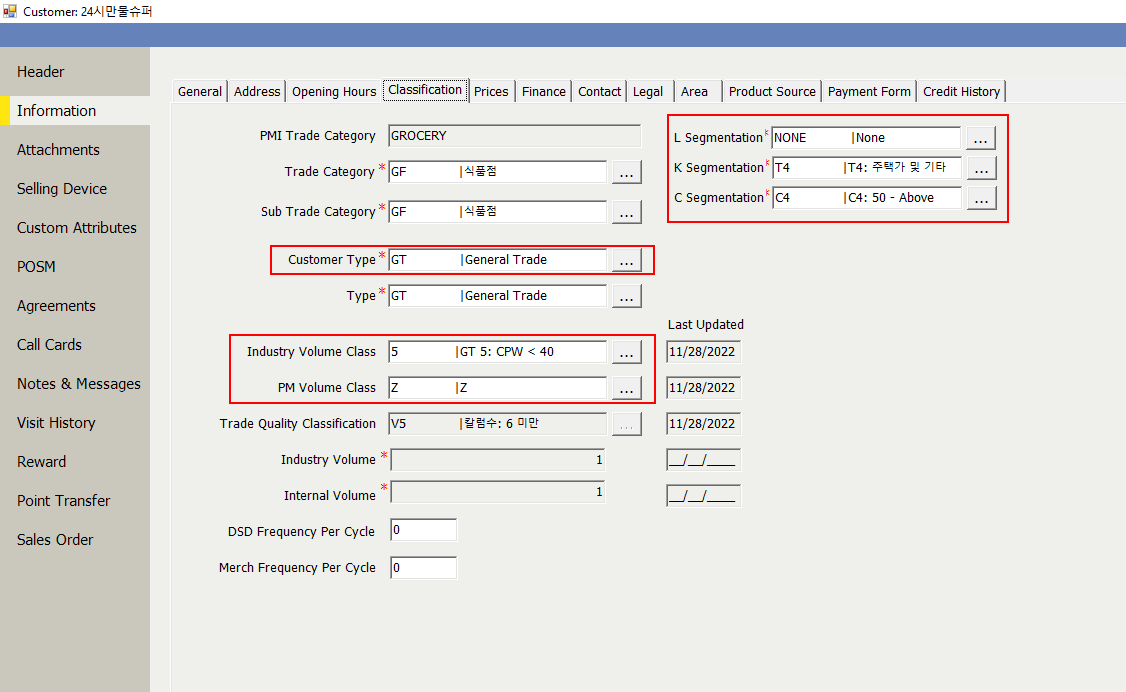 Customer: 24시만물슈퍼
Header
Information
Attachments
Selling Device
Custom Attributes
POSM
Agreements
Call Cards
Notes & Messages
Visit History
Reward
Point Transfer
Sales Order
General Address Opening Hours Classification Prices Finance Contact Legal Area Product Source Payment Form Credit History
PMI Trade Category GROCERY
Trade Category * GF |식품점 ...
Sub Trade Category * GF |식품점 ...
Customer Type * GT |General Trade ...
Type * GT |General Trade ...
L Segmentation * NONE |None ...
K Segmentation * T4 |T4: 주택가 및 기타 ...
C Segmentation * C4 |C4: 50 - Above ...
Last Updated
Industry Volume Class 5 |GT 5: CPW < 40 ... 11/28/2022
PM Volume Class Z |Z ... 11/28/2022
Trade Quality Classification V5 |칼럼수: 6 미만 ... 11/28/2022
Industry Volume * 1 __/__/____
Internal Volume * 1 __/__/____
DSD Frequency Per Cycle 0
Merch Frequency Per Cycle 0